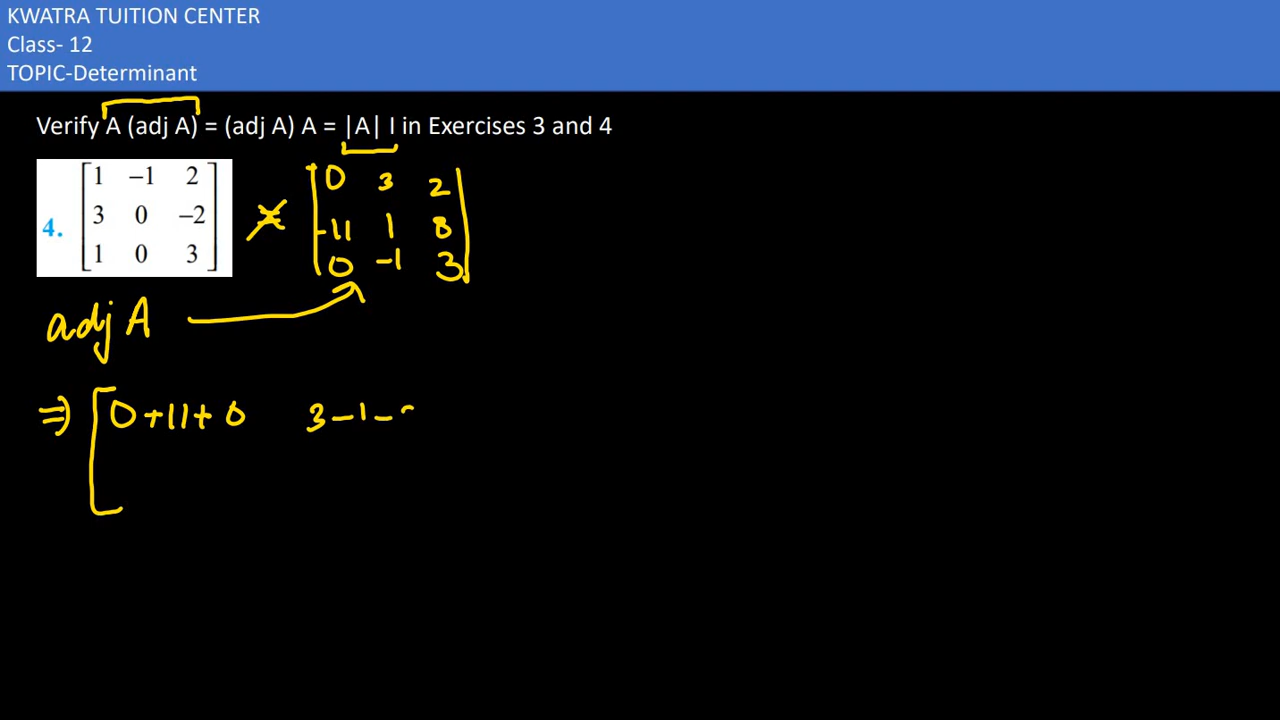 KWATRA TUITION CENTER
Class- 12
TOPIC-Determinant
Verify A (adj A) = (adj A) A = |A| I in Exercises 3 and 4
1 −1 2 0 3 2
4. 3 0 −2 × -11 1 8
1 0 3 0 -1 3
adj A
⇒ [ 0+11+0 3-1-